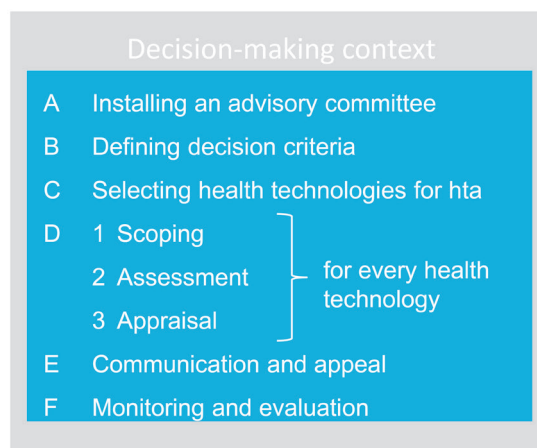 Decision-making context
A Installing an advisory committee
B Defining decision criteria
C Selecting health technologies for hta
D 1 Scoping
2 Assessment
3 Appraisal
for every health
technology
E Communication and appeal
F Monitoring and evaluation